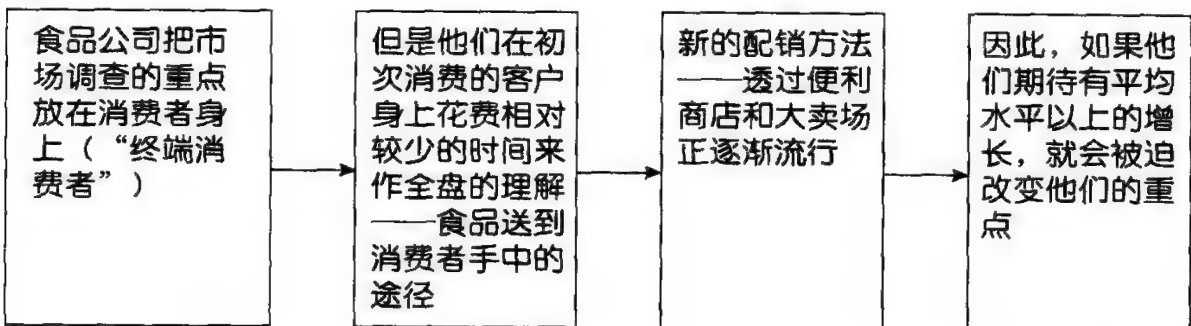 食品公司把市
场调查的重点
放在消费者身
上（“终端消
费者”）
但是他们在初
次消费的客户
身上花费相对
较少的时间来
作全盘的理解
——食品送到
消费者手中的
途径
新的配销方法
——透过便利
商店和大卖场
正逐渐流行
因此，如果他
们期待有平均
水平以上的增
长，就会被迫
改变他们的重
点